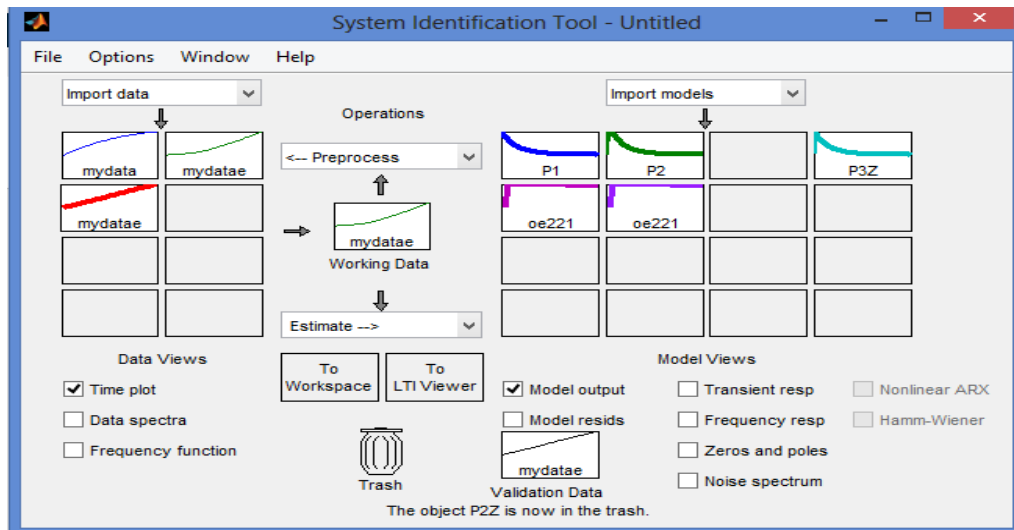 System Identification Tool - Untitled
File Options Window Help
Import data
Operations
Import models
mydata mydatae
<-- Preprocess
P1 P2 P3Z
mydatae
oe221 oe221
mydatae
Working Data
Estimate -->
Data Views
To Workspace
To LTI Viewer
Model Views
Time plot
Data spectra
Frequency function
Trash
Model output
Model resids
mydatae
Validation Data
Transient resp
Frequency resp
Zeros and poles
Noise spectrum
Nonlinear ARX
Hamm-Wiener
The object P2Z is now in the trash.